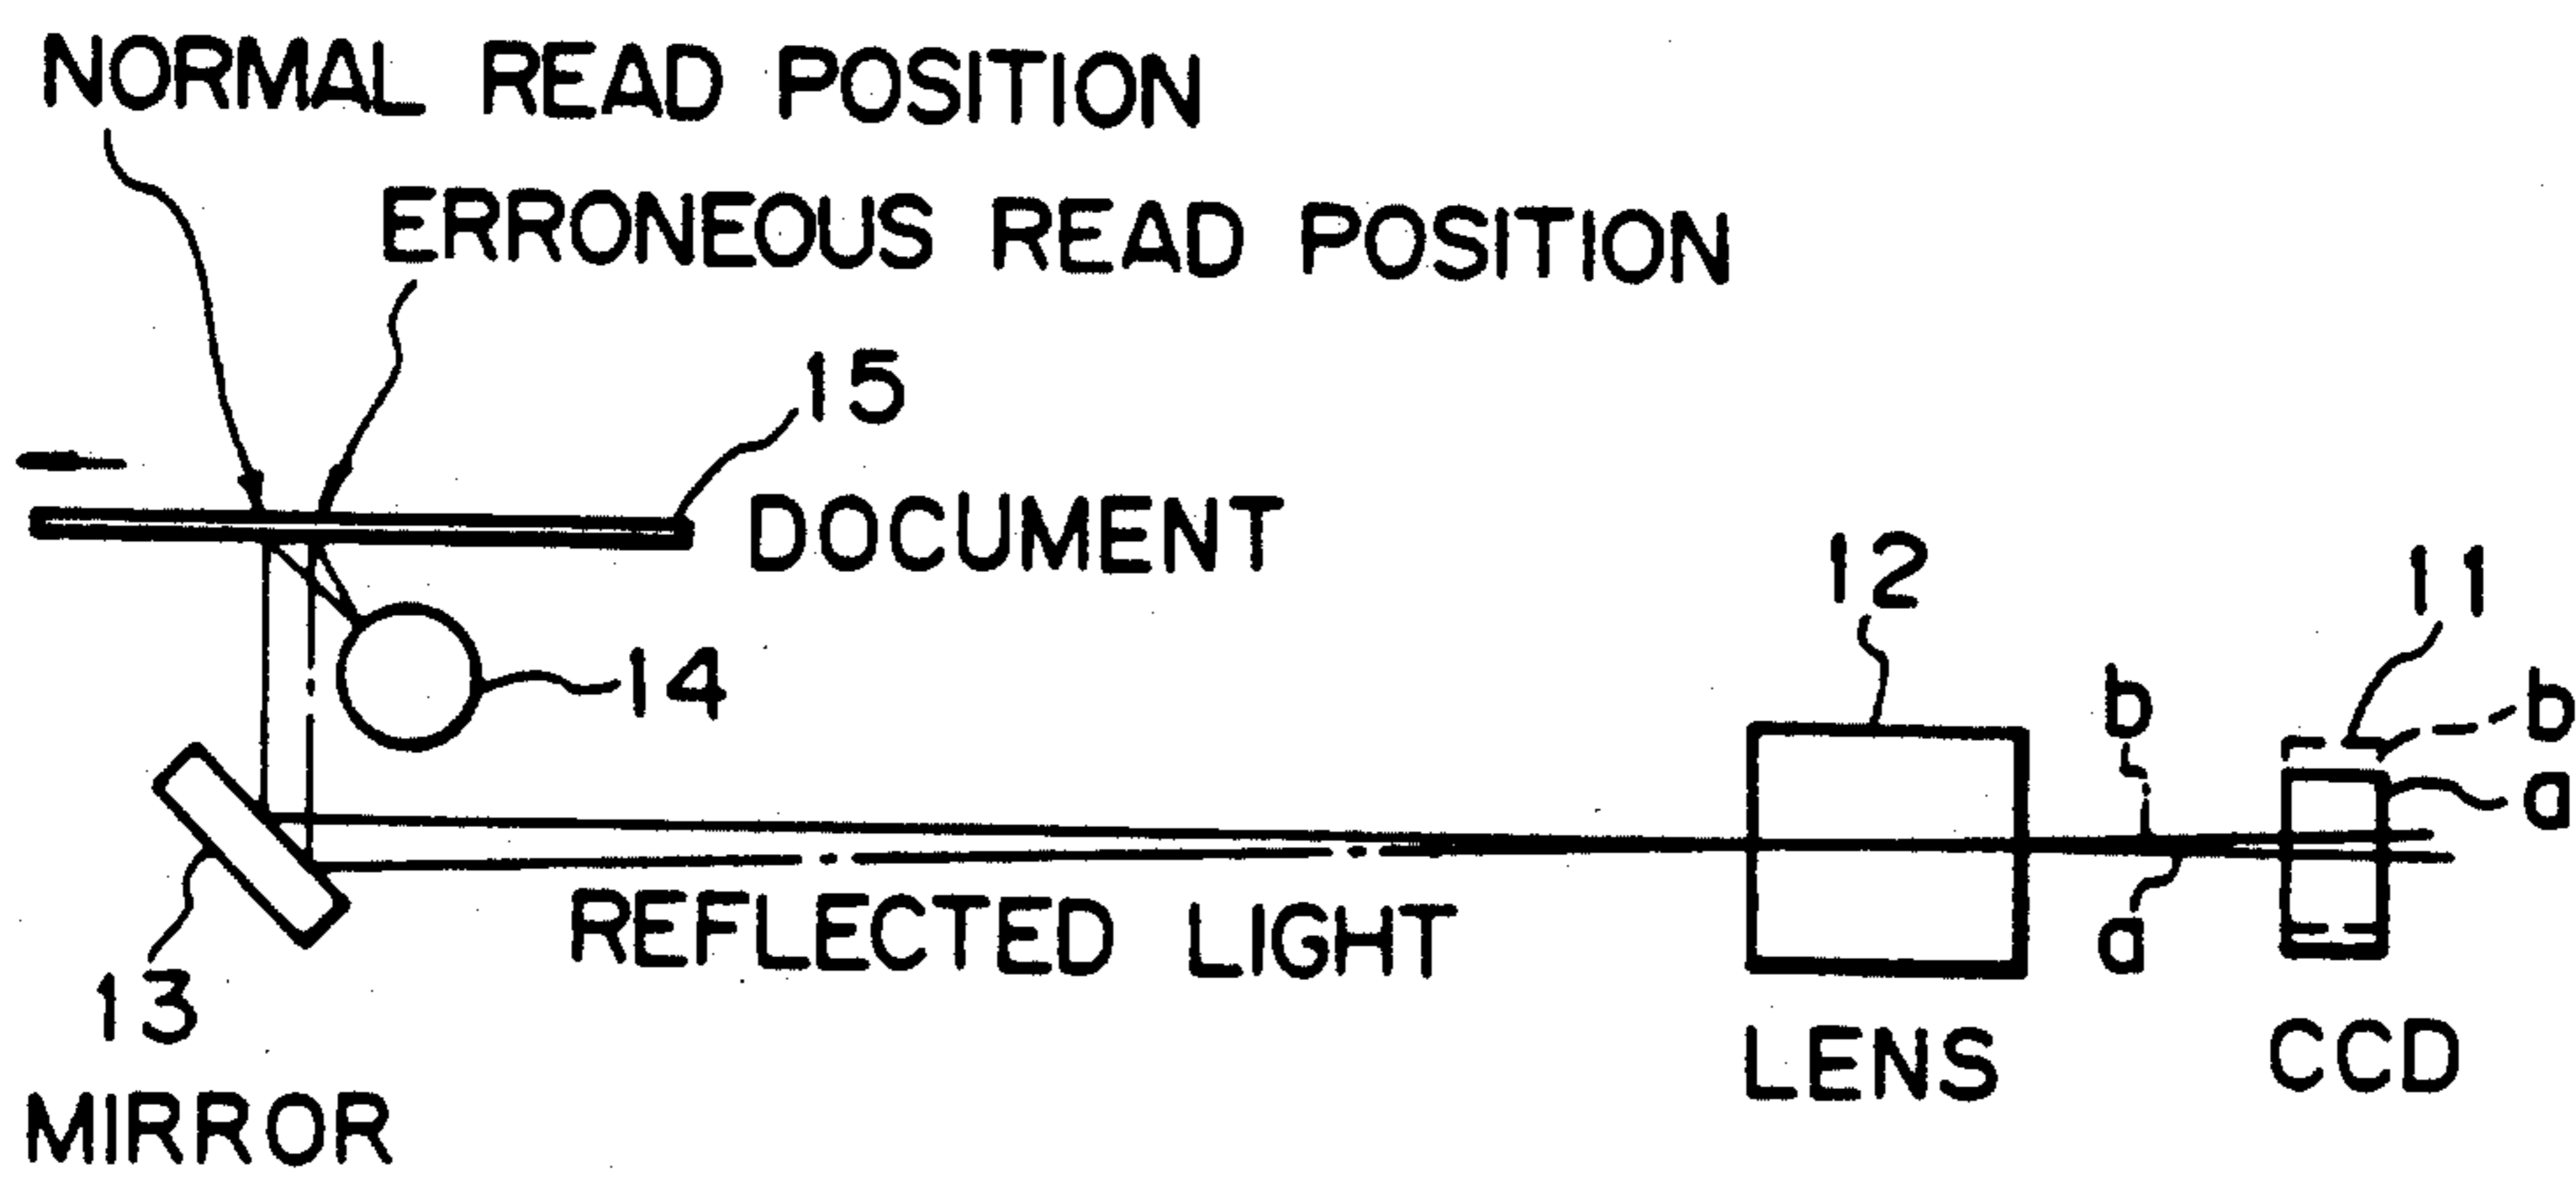 NORMAL READ POSITION
ERRONEOUS READ POSITION
15
DOCUMENT
12
11
14
b
b
a
REFLECTED LIGHT
a
13
LENS
CCD
MIRROR